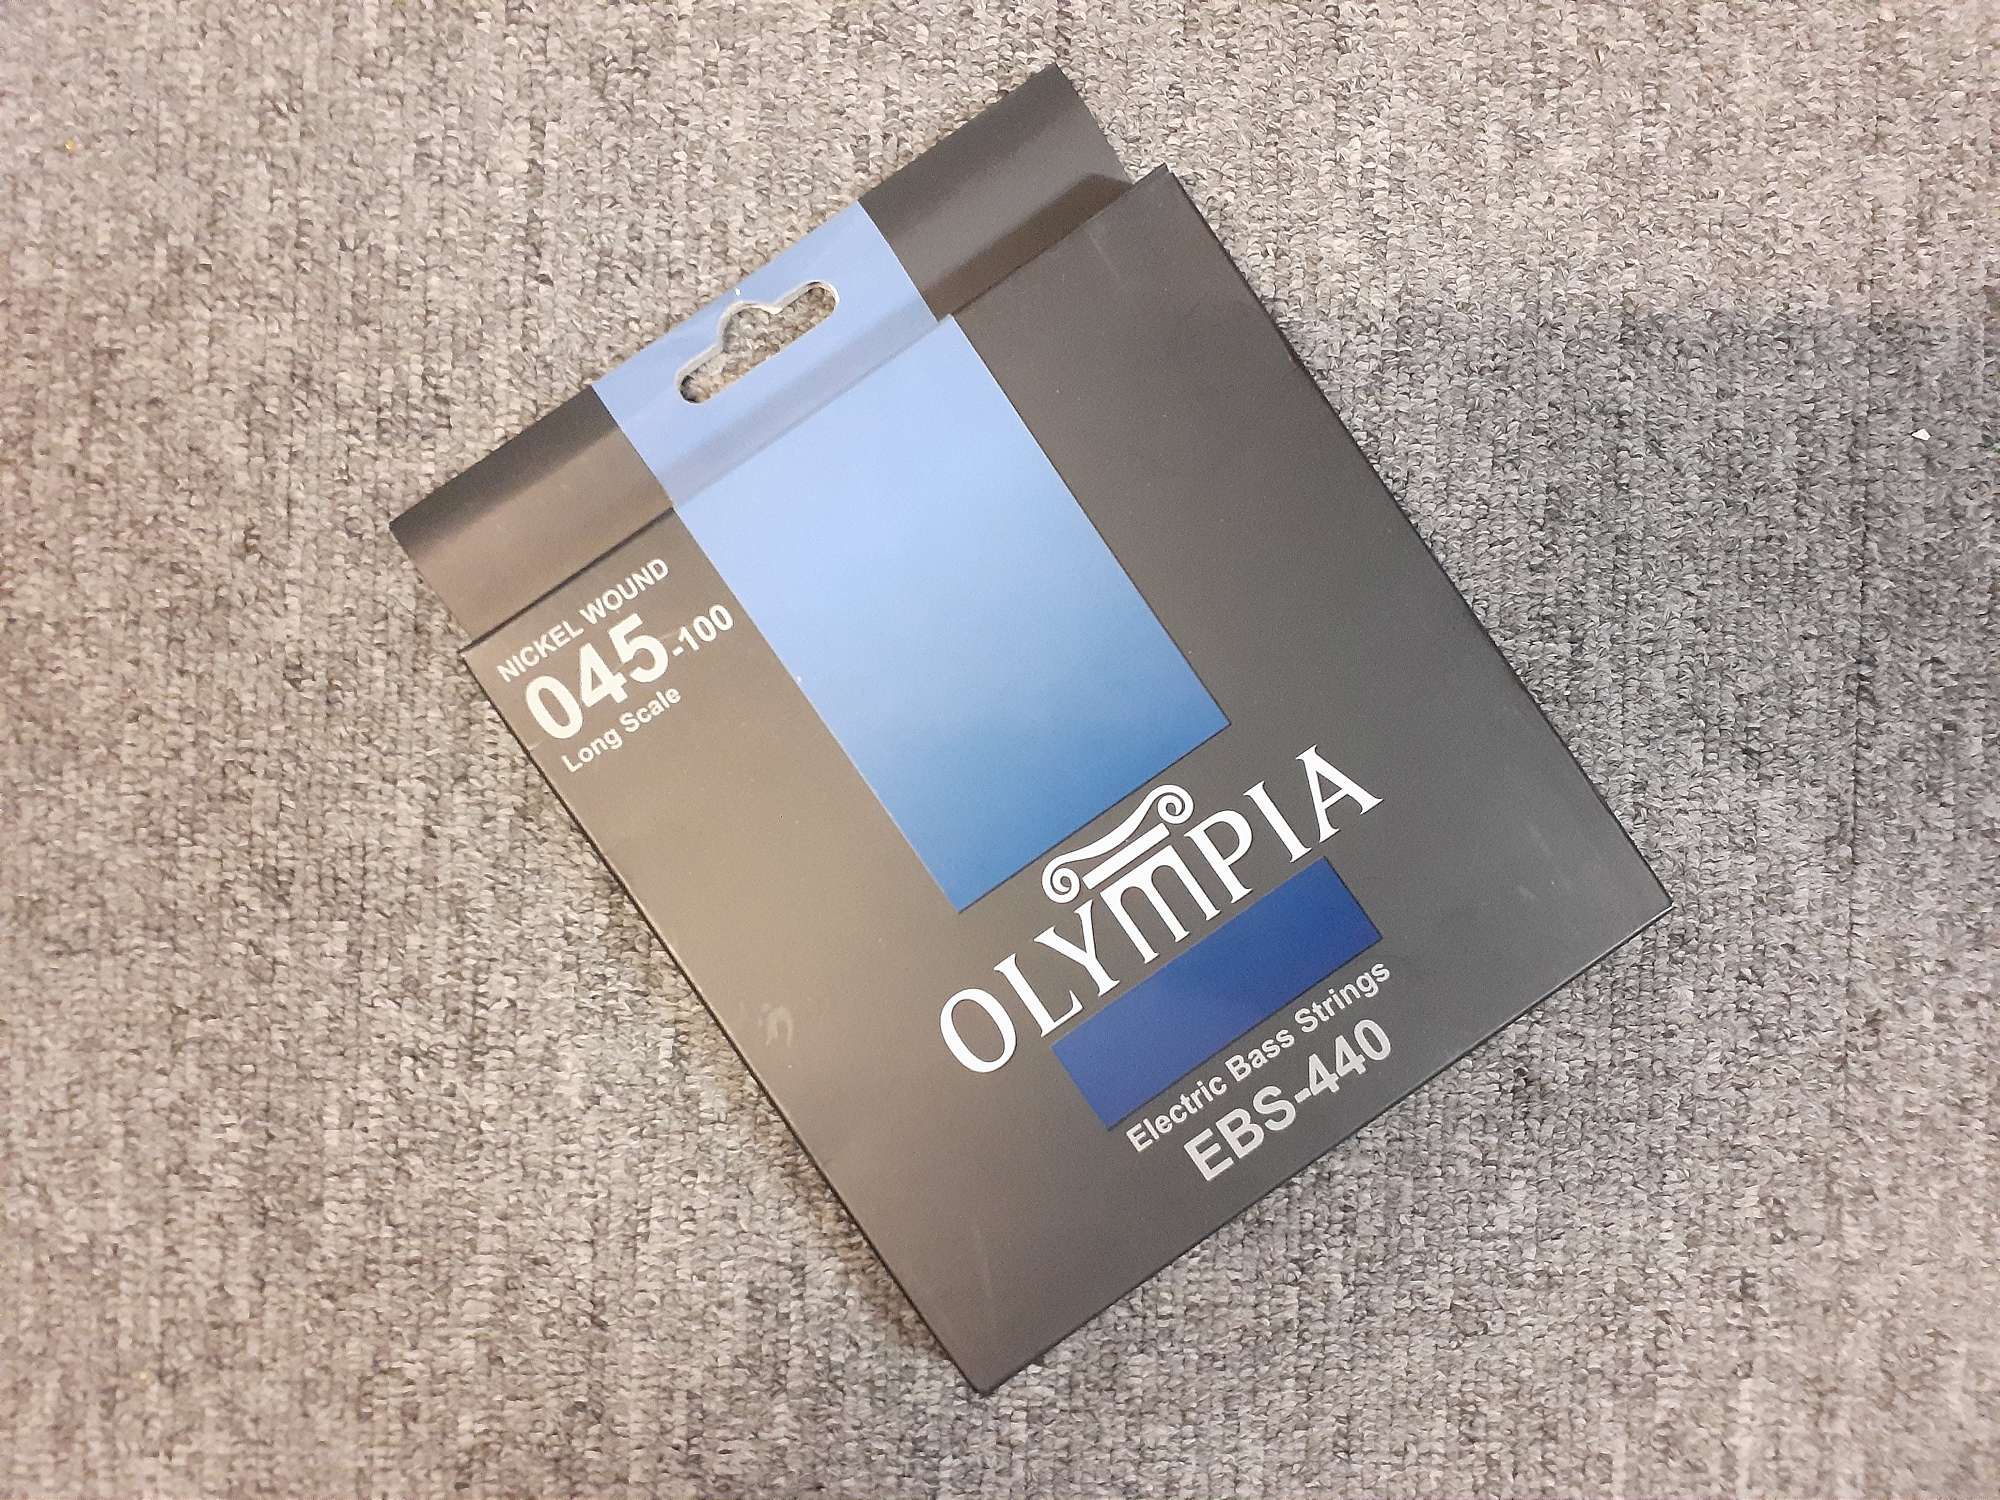 NICKEL WOUND
045-100
Long Scale
OLYMPIA
Electric Bass Strings
EBS-440